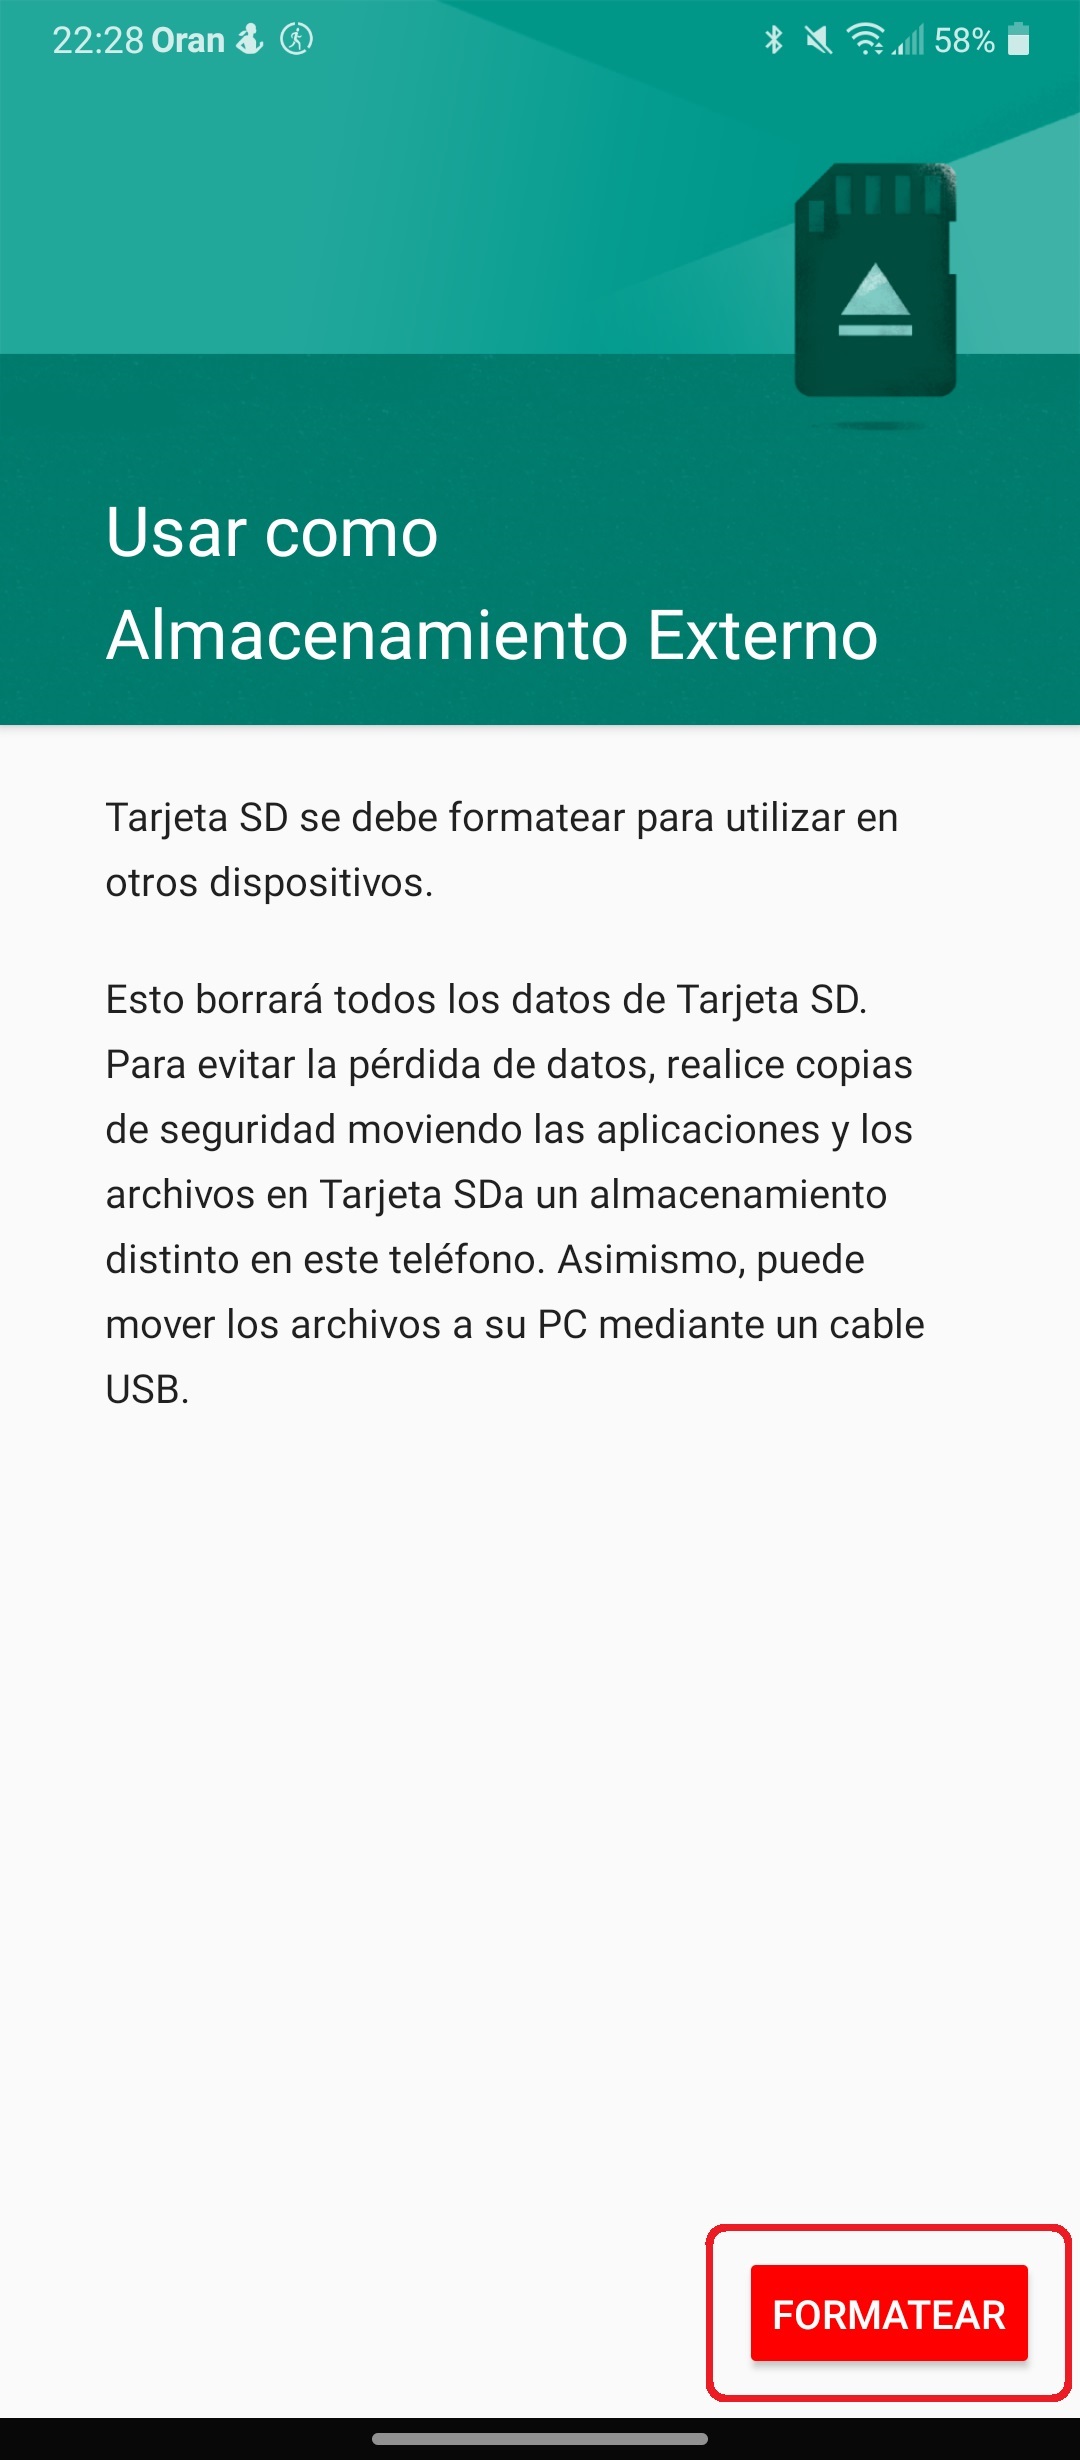 22:28 Oran 58%
Usar como
Almacenamiento Externo
Tarjeta SD se debe formatear para utilizar en
otros dispositivos.
Esto borrará todos los datos de Tarjeta SD.
Para evitar la pérdida de datos, realice copias
de seguridad moviendo las aplicaciones y los
archivos en Tarjeta SDa un almacenamiento
distinto en este teléfono. Asimismo, puede
mover los archivos a su PC mediante un cable
USB.
FORMATEAR